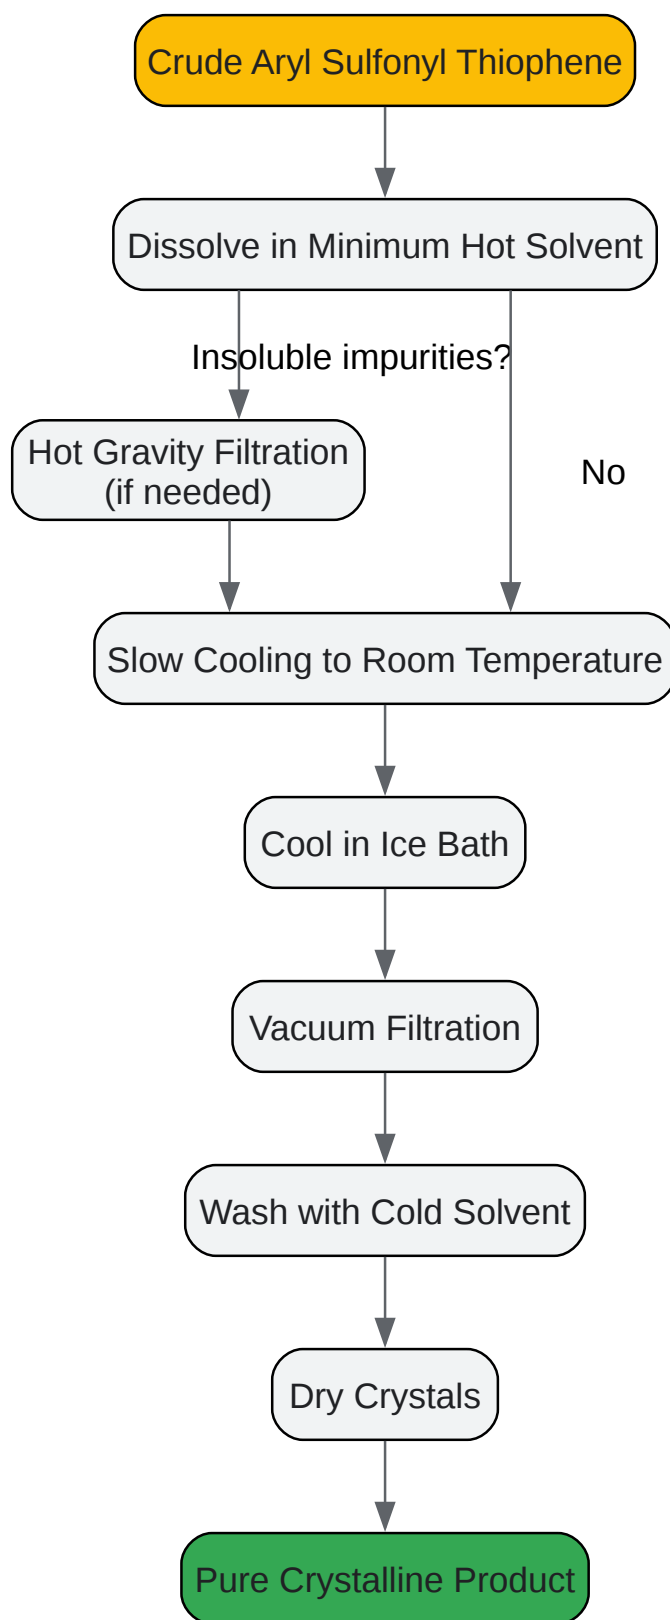 Crude Aryl Sulfonyl Thiophene
Dissolve in Minimum Hot Solvent
Insoluble impurities?
Hot Gravity Filtration
(if needed)
No
Slow Cooling to Room Temperature
Cool in Ice Bath
Vacuum Filtration
Wash with Cold Solvent
Dry Crystals
Pure Crystalline Product